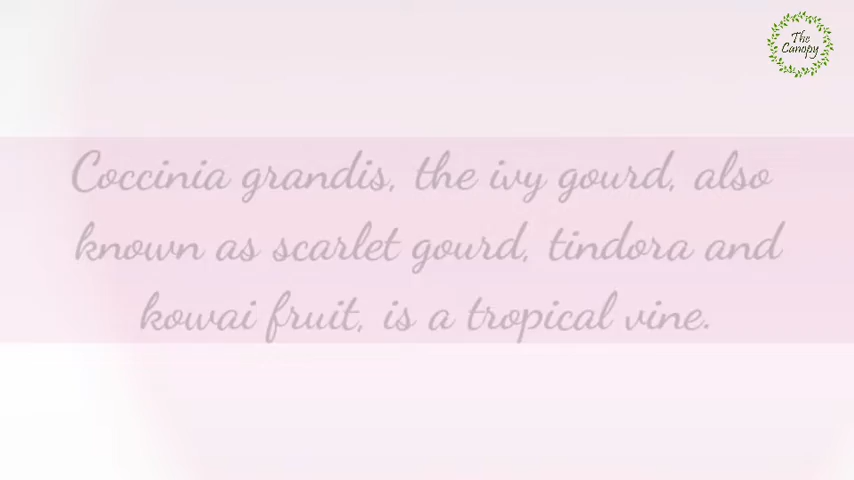 The
Canopy
Coccinia grandis, the ivy gourd, also
known as scarlet gourd, tindora and
kowai fruit, is a tropical vine.